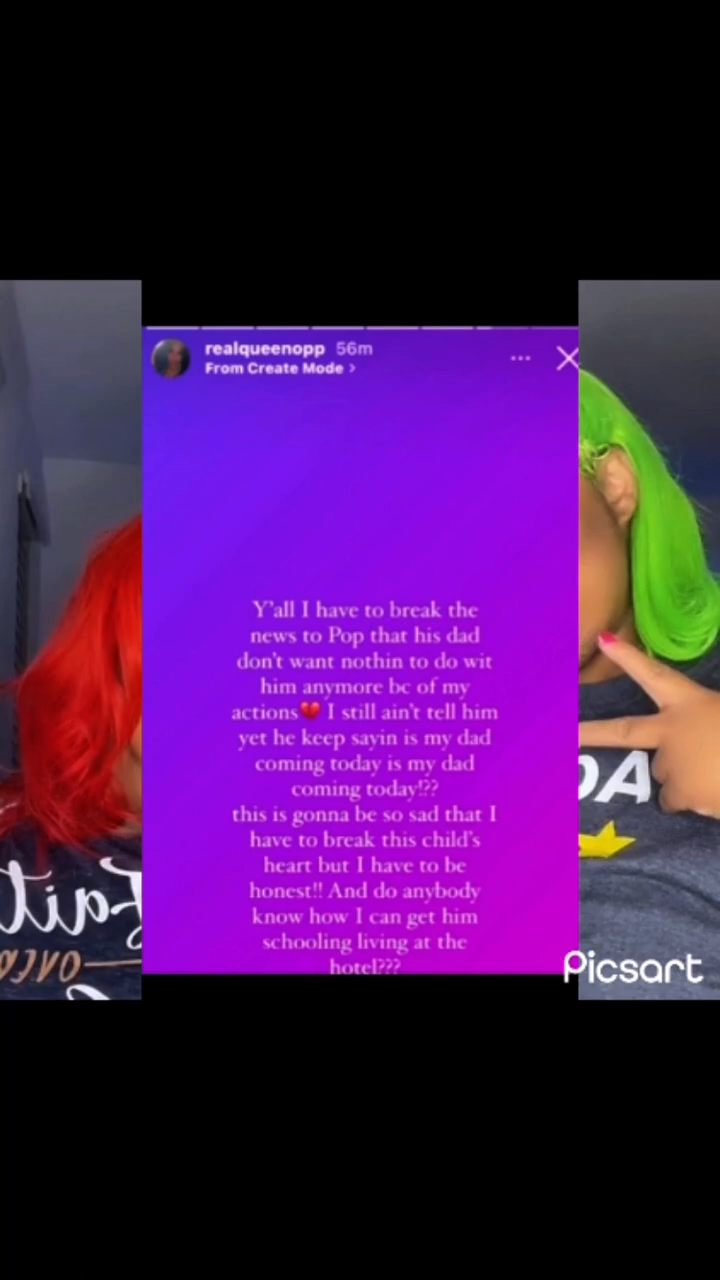 realqueenopp 56m
From Create Mode >
Y'all I have to break the
news to Pop that his dad
don't want nothin to do wit
him anymore bc of my
actions💔 I still ain't tell him
yet he keep sayin is my dad
coming today is my dad
coming today!??
this is gonna be so sad that I
have to break this child's
heart but I have to be
honest!! And do anybody
know how I can get him
schooling living at the
hotel???
Faith
OVER
DA
Picsart